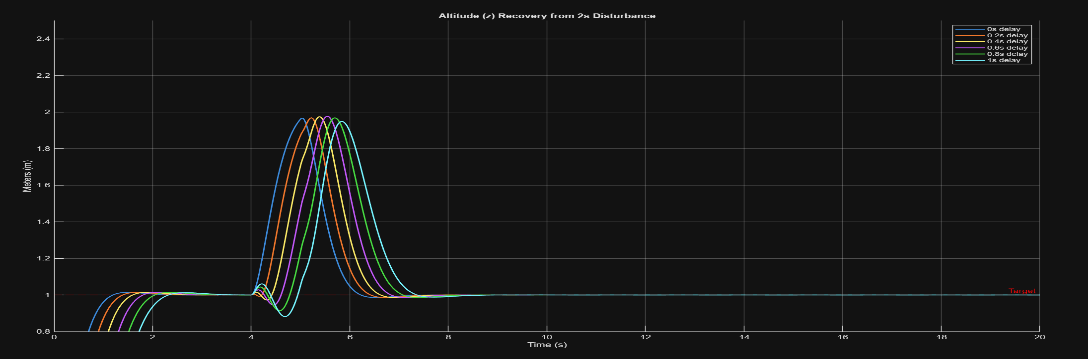 Altitude (z) Recovery from 2s Disturbance
0s delay
0.2s delay
0.4s delay
0.6s delay
0.8s delay
1s delay
2.4
2.2
2
1.8
1.6
1.4
1.2
1
0.8
Meters (m)
Target
0 2 4 6 8 10 12 14 16 18 20
Time (s)